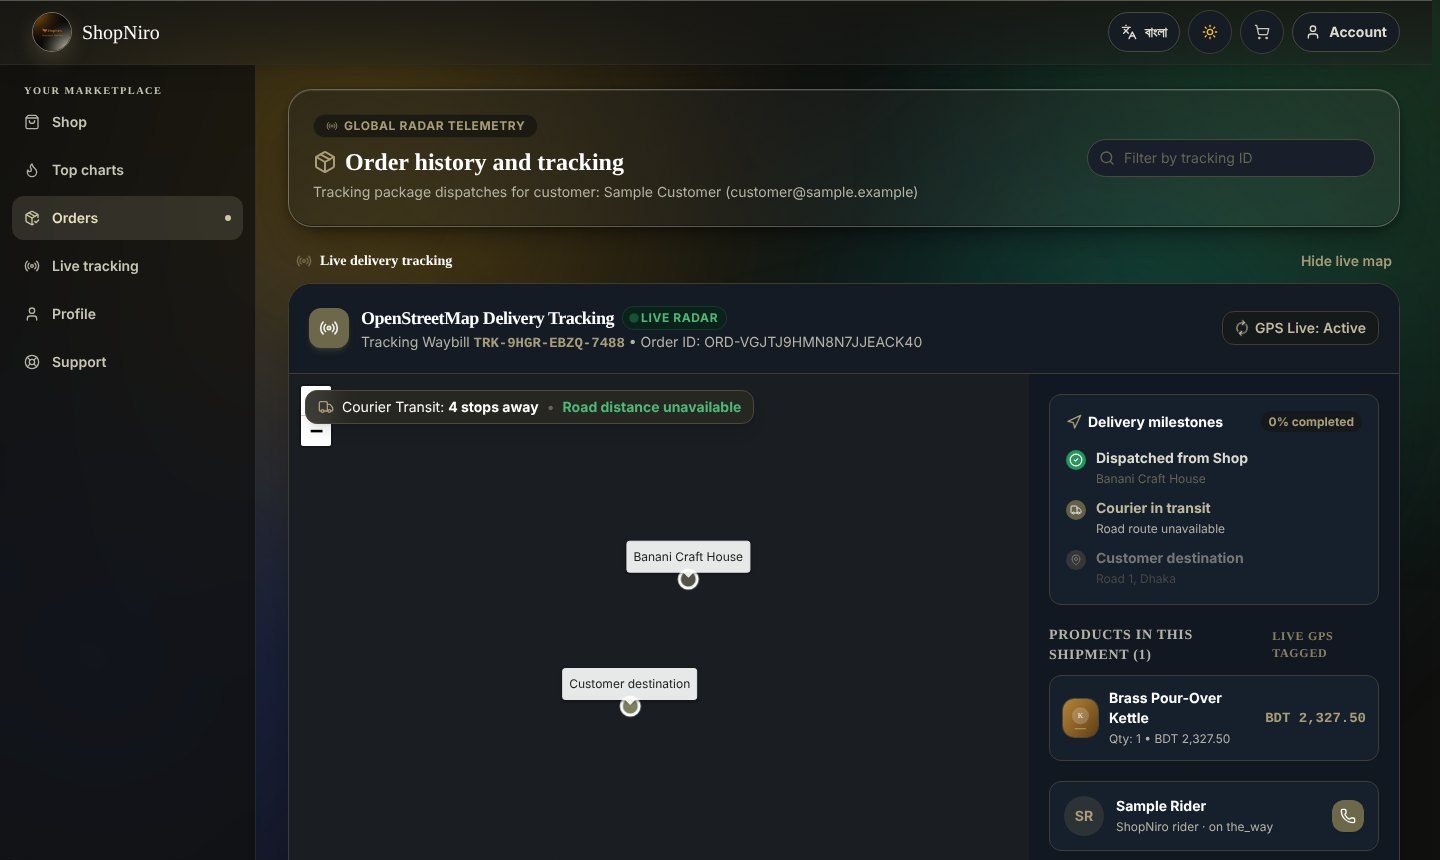 ShopNiro
বাংলা
Account
YOUR MARKETPLACE
Shop
Top charts
Orders
Live tracking
Profile
Support
GLOBAL RADAR TELEMETRY
Order history and tracking
Tracking package dispatches for customer: Sample Customer (customer@sample.example)
Filter by tracking ID
Live delivery tracking
Hide live map
OpenStreetMap Delivery Tracking
LIVE RADAR
Tracking Waybill TRK-9HGR-EBZQ-7488 • Order ID: ORD-VGJTJ9HMN8N7JJEACK40
GPS Live: Active
Courier Transit: 4 stops away • Road distance unavailable
−
Banani Craft House
Customer destination
Delivery milestones
0% completed
Dispatched from Shop
Banani Craft House
Courier in transit
Road route unavailable
Customer destination
Road 1, Dhaka
PRODUCTS IN THIS
SHIPMENT (1)
LIVE GPS
TAGGED
Brass Pour-Over
Kettle
Qty: 1 • BDT 2,327.50
BDT 2,327.50
SR
Sample Rider
ShopNiro rider · on the_way